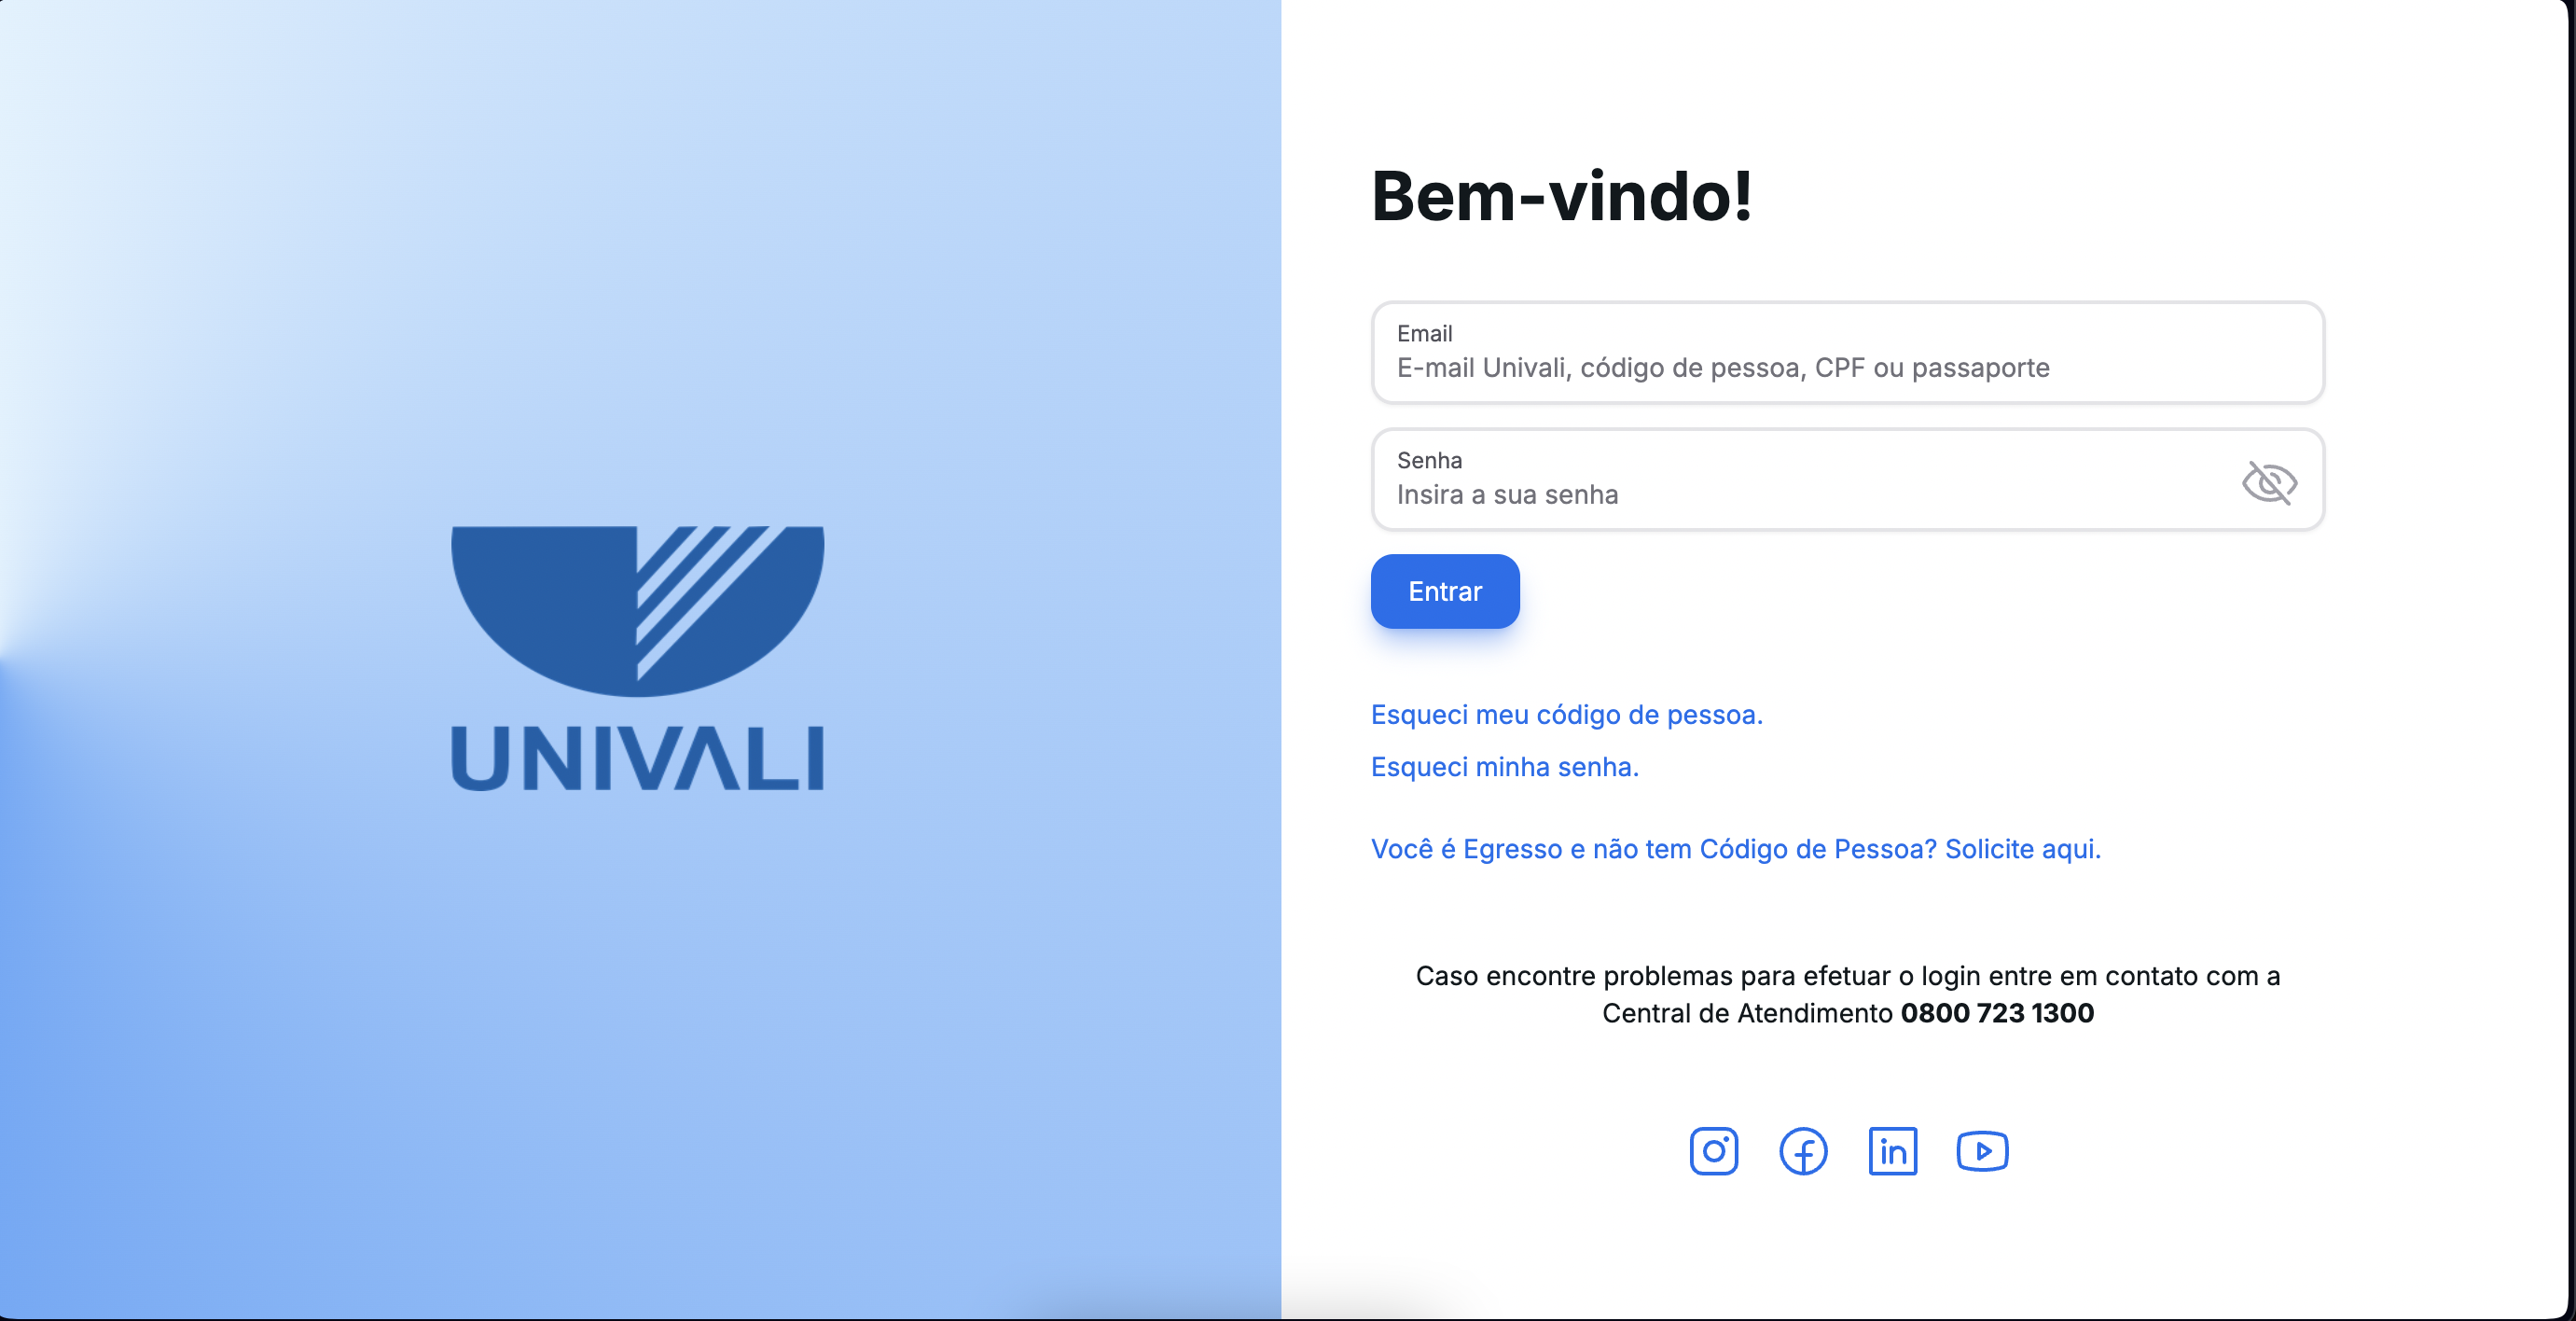 UNIVALI
Bem-vindo!
Email
E-mail Univali, código de pessoa, CPF ou passaporte
Senha
Insira a sua senha
Entrar
Esqueci meu código de pessoa.
Esqueci minha senha.
Você é Egresso e não tem Código de Pessoa? Solicite aqui.
Caso encontre problemas para efetuar o login entre em contato com a
Central de Atendimento 0800 723 1300